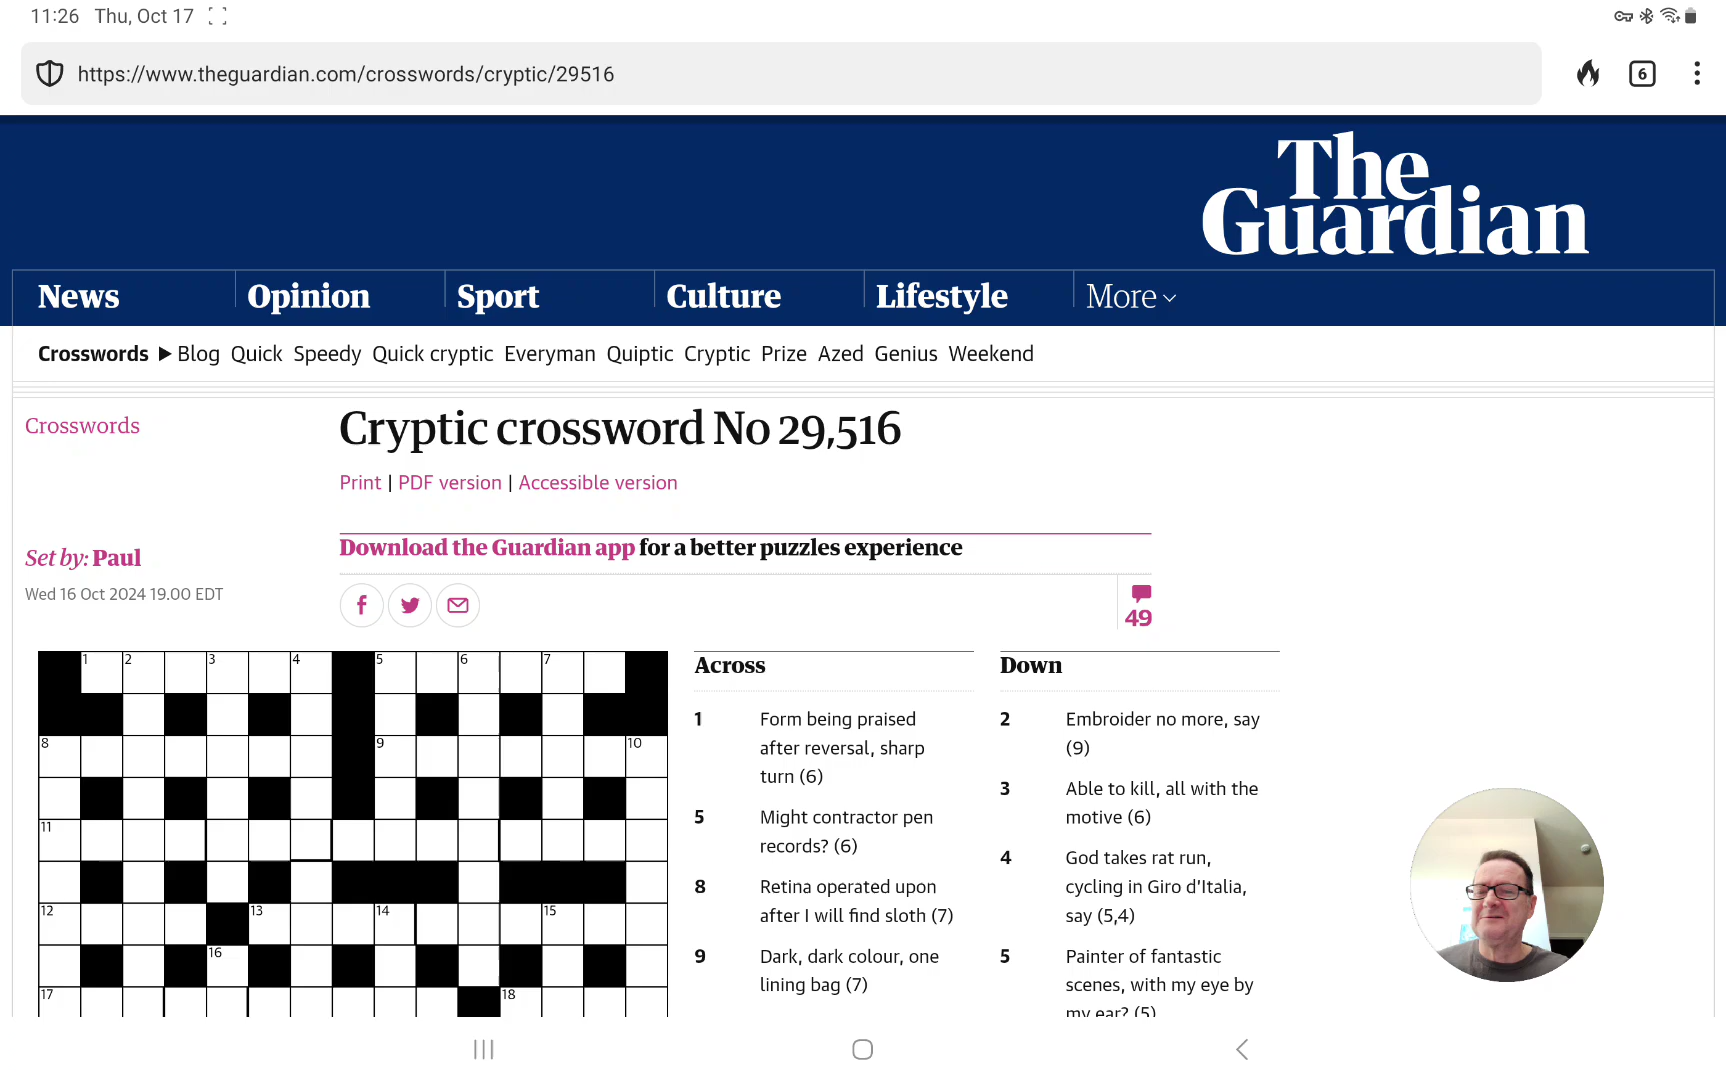 11:26 Thu, Oct 17
https://www.theguardian.com/crosswords/cryptic/29516
6
The
Guardian
News Opinion Sport Culture Lifestyle More
Crosswords Blog Quick Speedy Quick cryptic Everyman Quiptic Cryptic Prize Azed Genius Weekend
Crosswords
Cryptic crossword No 29,516
Print | PDF version | Accessible version
Set by: Paul
Wed 16 Oct 2024 19.00 EDT
Download the Guardian app for a better puzzles experience
49
1 2 3 4 5 6 7
8 9 10
11
12 13 14 15
16
17 18
Across
1 Form being praised
after reversal, sharp
turn (6)
5 Might contractor pen
records? (6)
8 Retina operated upon
after I will find sloth (7)
9 Dark, dark colour, one
lining bag (7)
Down
2 Embroider no more, say
(9)
3 Able to kill, all with the
motive (6)
4 God takes rat run,
cycling in Giro d'Italia,
say (5,4)
5 Painter of fantastic
scenes, with my eye by
my ear? (5)